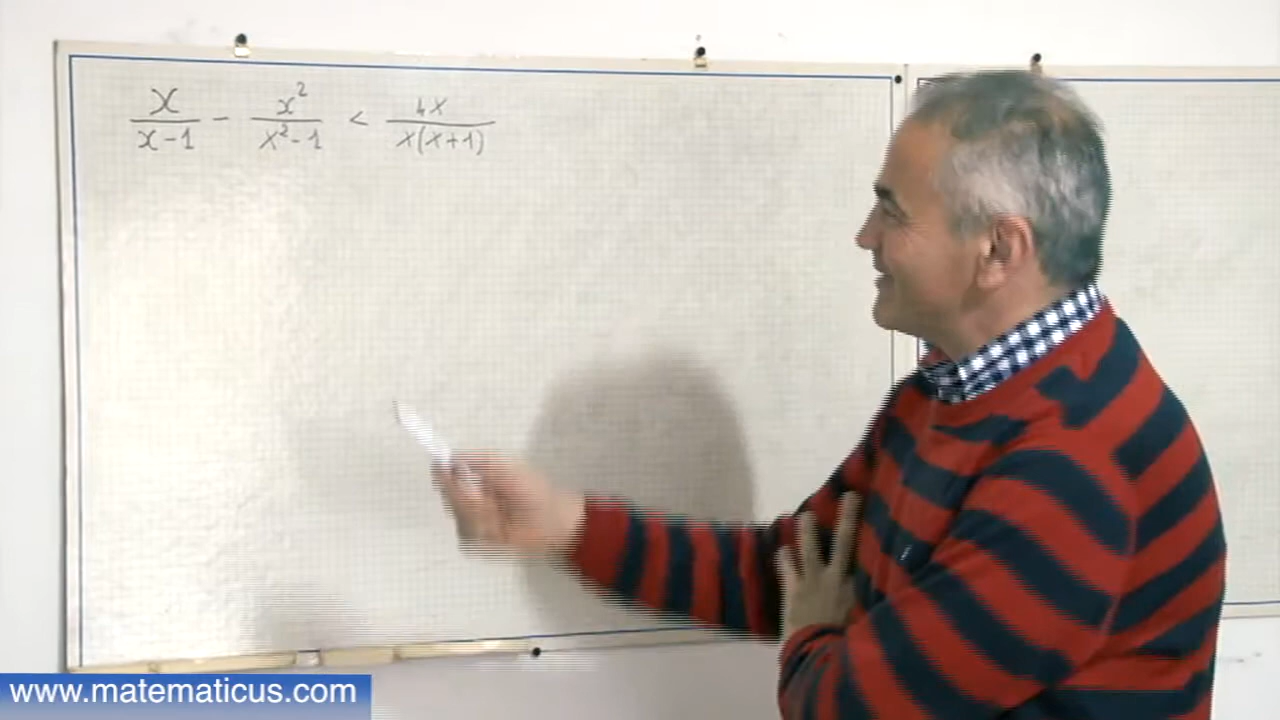 x/(x-1) - x²/(x²-1) < 4x/(x(x+1))
www.matematicus.com